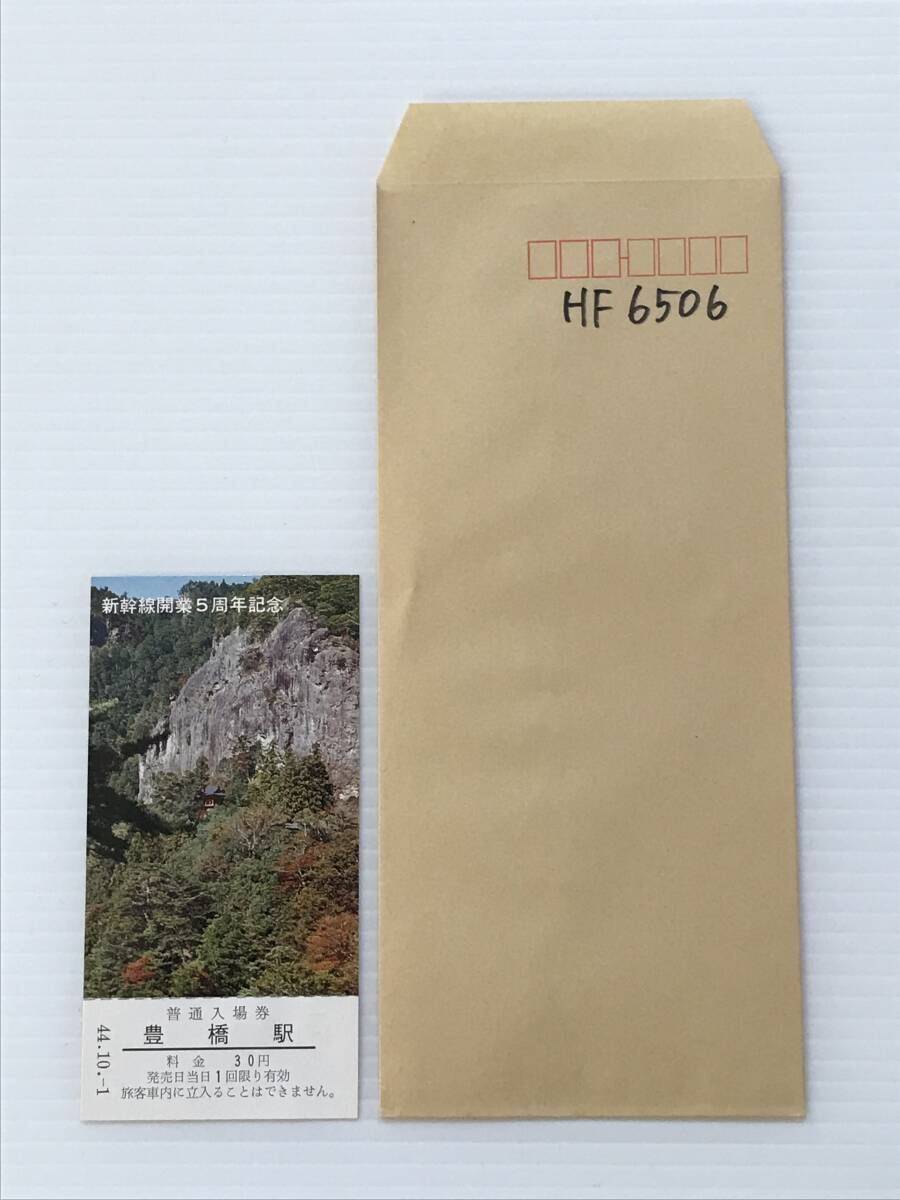 HF 6506
新幹線開業5周年記念
普通入場券
豊橋駅
料金 30円
発売日当日1回限り有効
旅客車内に立入ることはできません。
44.10.-1